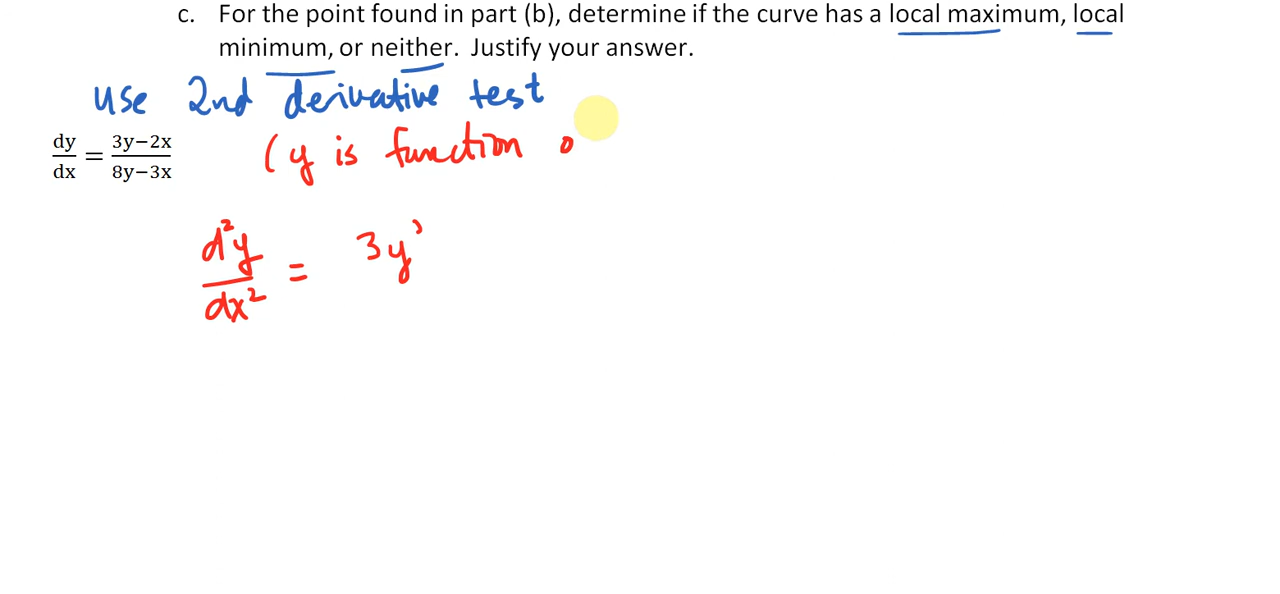 c. For the point found in part (b), determine if the curve has a local maximum, local
minimum, or neither. Justify your answer.
use 2nd derivative test
dy/dx = 3y−2x/8y−3x
(y is function o
d²y/dx² = 3y'